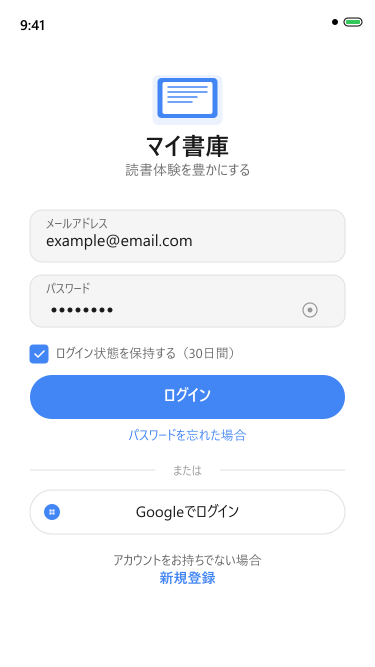 9:41
マイ書庫
読書体験を豊かにする
メールアドレス
example@email.com
パスワード
••••••••
ログイン状態を保持する（30日間）
ログイン
パスワードを忘れた場合
または
Googleでログイン
アカウントをお持ちでない場合
新規登録